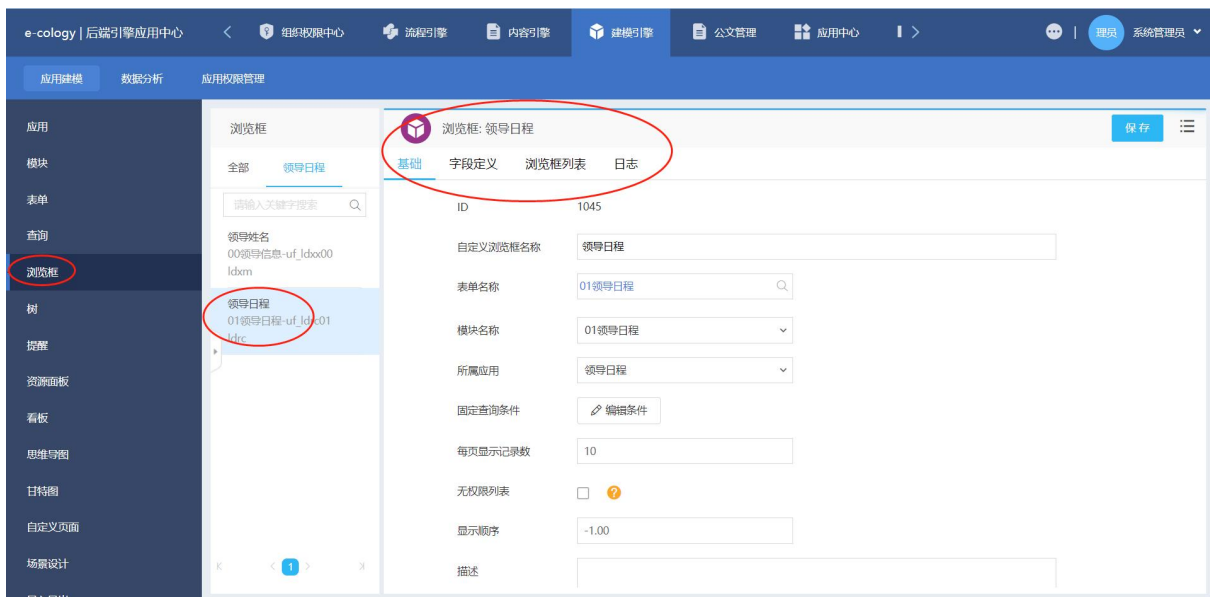 e-cology | 后端引擎应用中心
组织权限中心
流程引擎
内容引擎
建模引擎
公文管理
应用中心
理员
系统管理员
应用建模
数据分析
应用权限管理
应用
模块
表单
查询
浏览框
树
提醒
资源面板
看板
思维导图
甘特图
自定义页面
场景设计
浏览框
全部
领导日程
请输入关键字搜索
领导姓名
00领导信息-uf_ldxx00
ldxm
领导日程
01领导日程-uf_ldrc01
ldrc
1
浏览框: 领导日程
保存
基础
字段定义
浏览框列表
日志
ID
1045
自定义浏览框名称
领导日程
表单名称
01领导日程
模块名称
01领导日程
所属应用
领导日程
固定查询条件
编辑条件
每页显示记录数
10
无权限列表
?
显示顺序
-1.00
描述